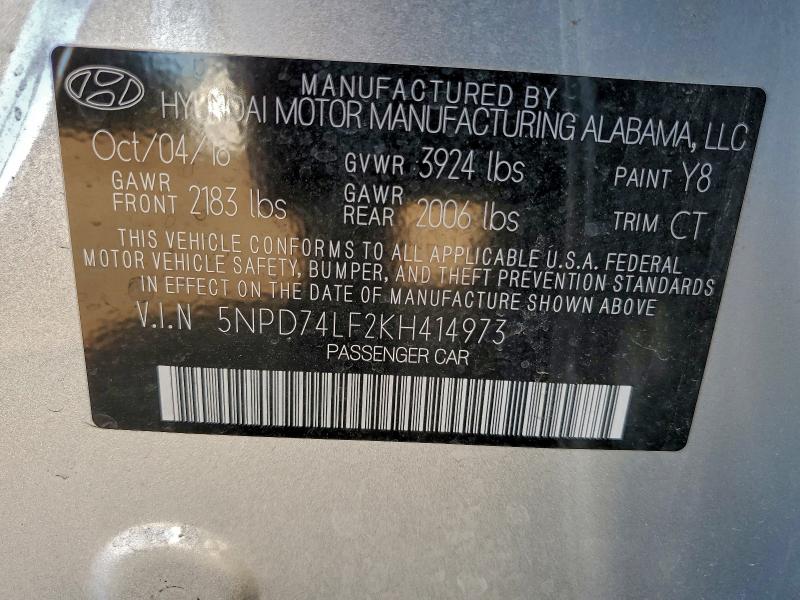 MANUFACTURED BY
HYUNDAI MOTOR MANUFACTURING ALABAMA, LLC
Oct/04/18 GVWR 3924 lbs PAINT Y8
GAWR FRONT 2183 lbs GAWR REAR 2006 lbs TRIM CT
THIS VEHICLE CONFORMS TO ALL APPLICABLE U.S.A. FEDERAL
MOTOR VEHICLE SAFETY, BUMPER, AND THEFT PREVENTION STANDARDS
IN EFFECT ON THE DATE OF MANUFACTURE SHOWN ABOVE
V.I.N 5NPD74LF2KH414973
PASSENGER CAR